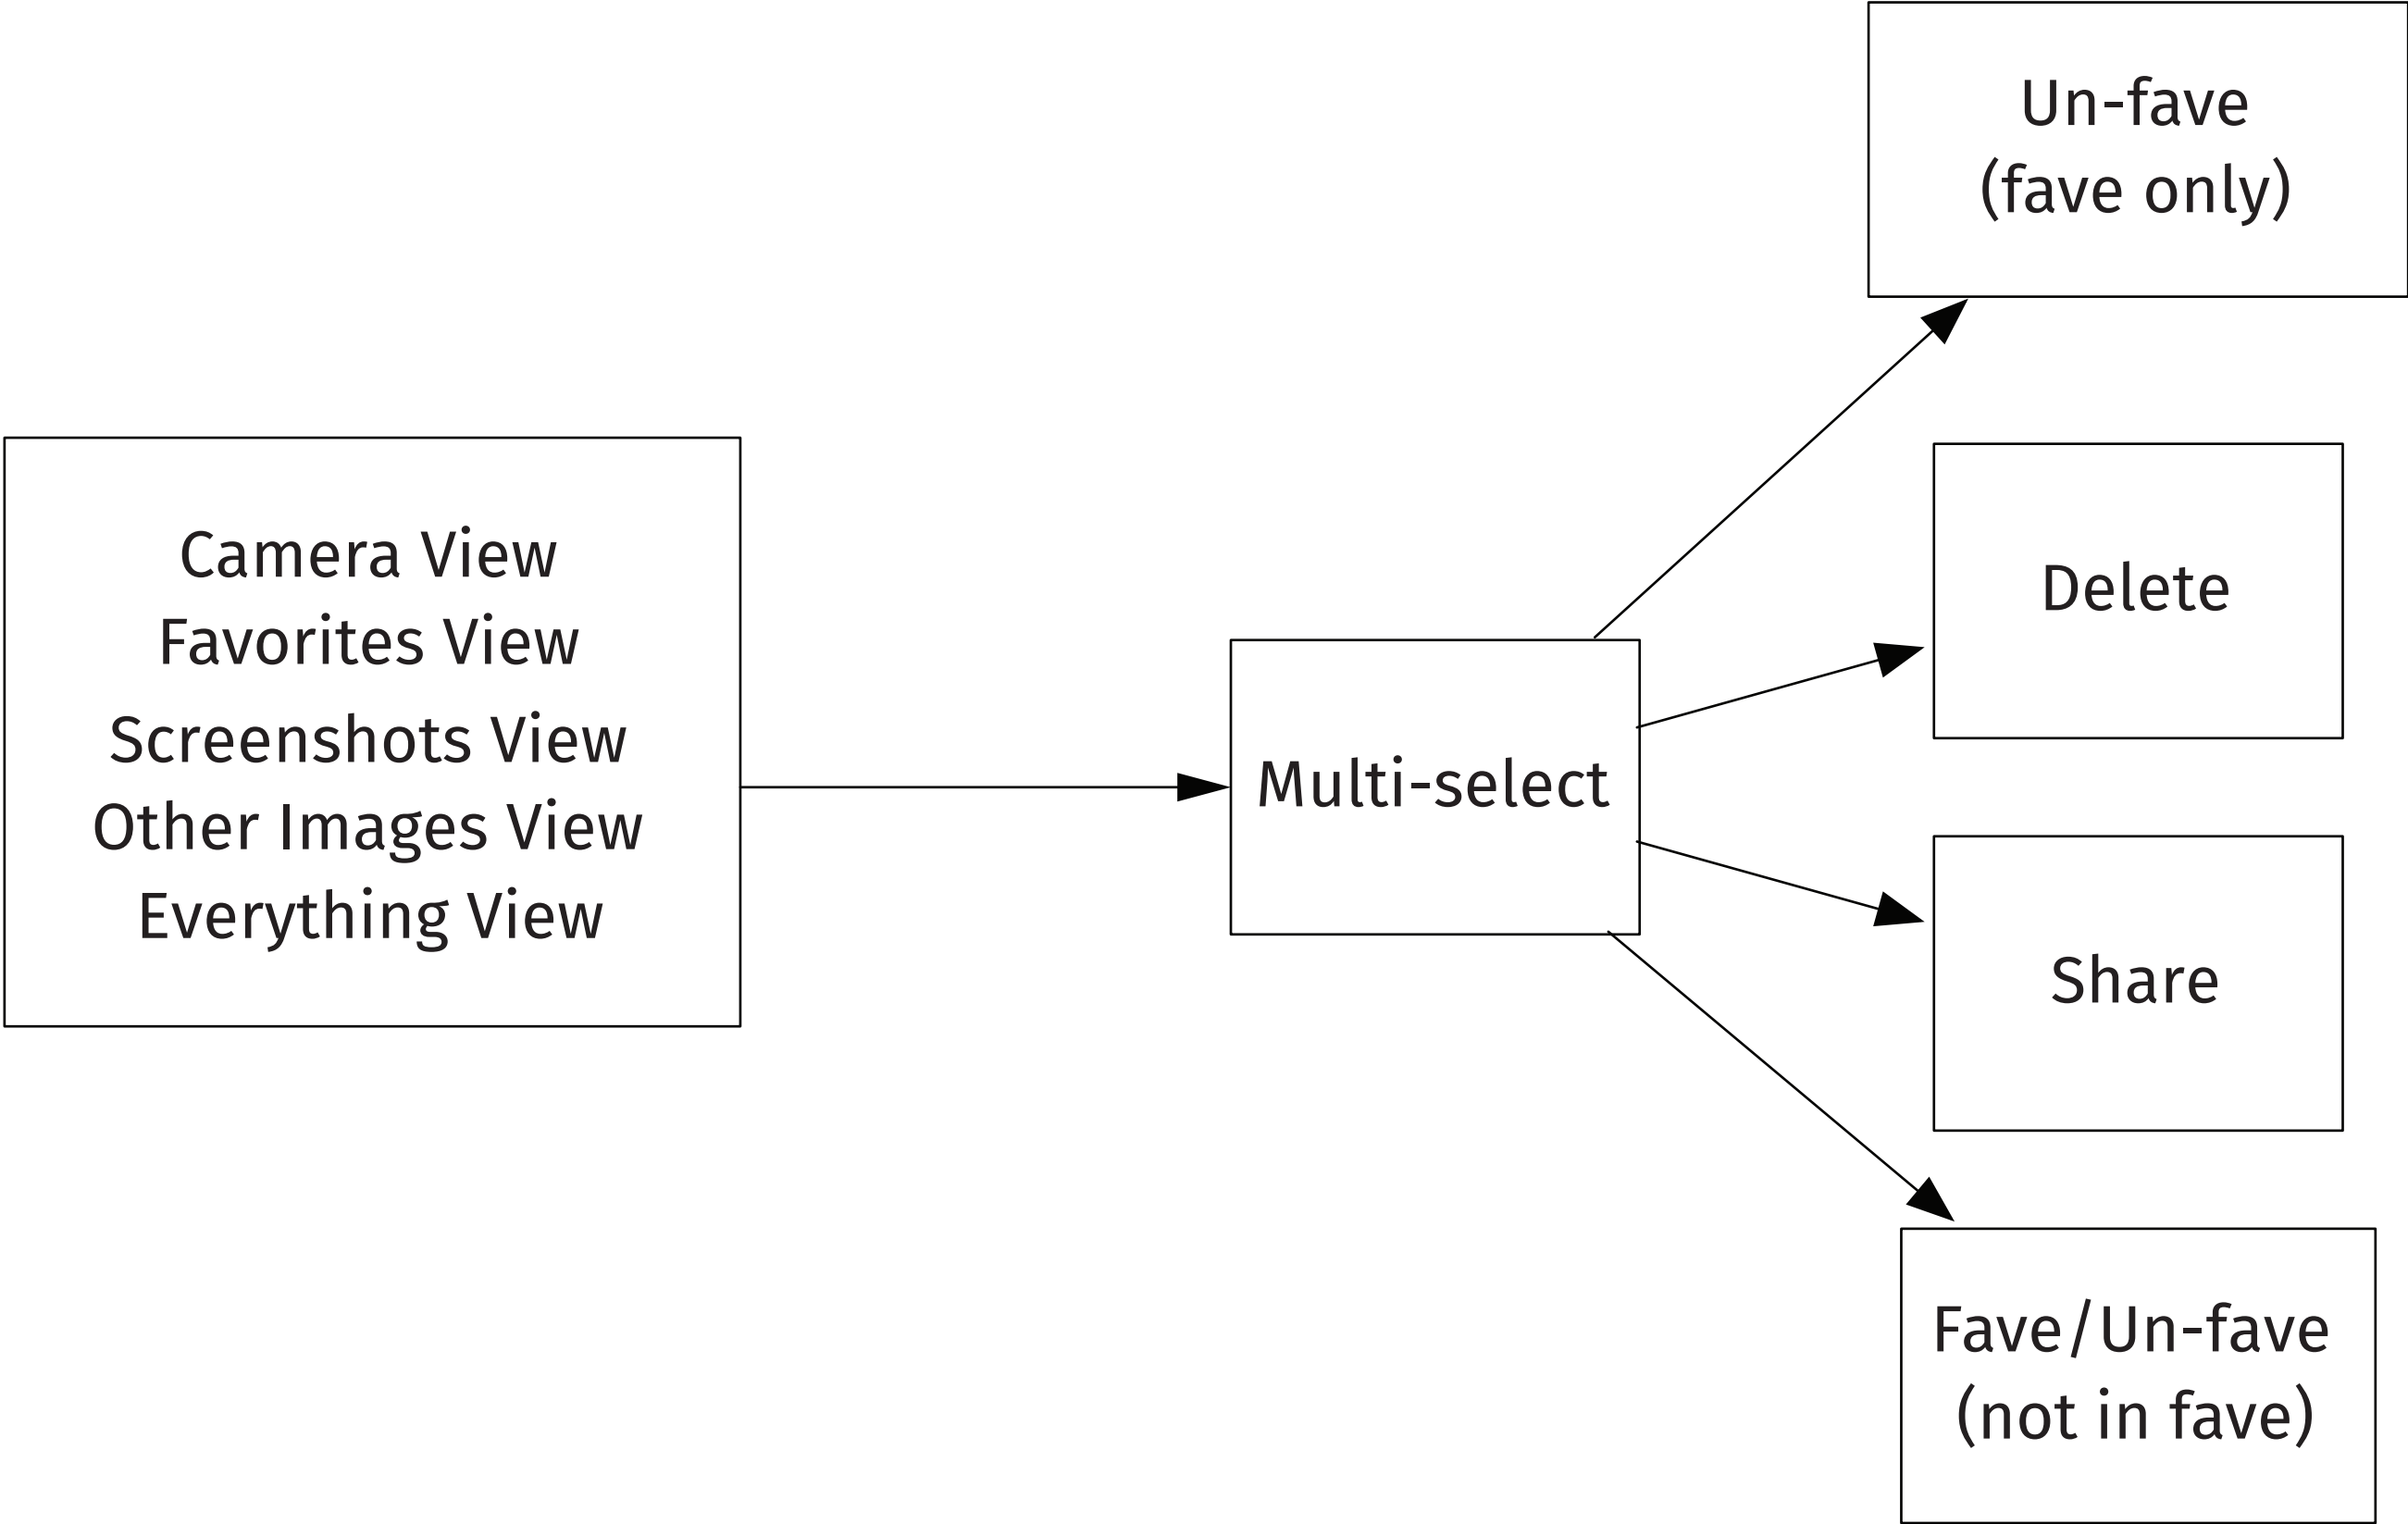 Camera View
Favorites View
Screenshots View
Other Images View
Everything View
Multi-select
Un-fave
(fave only)
Delete
Share
Fave/Un-fave
(not in fave)